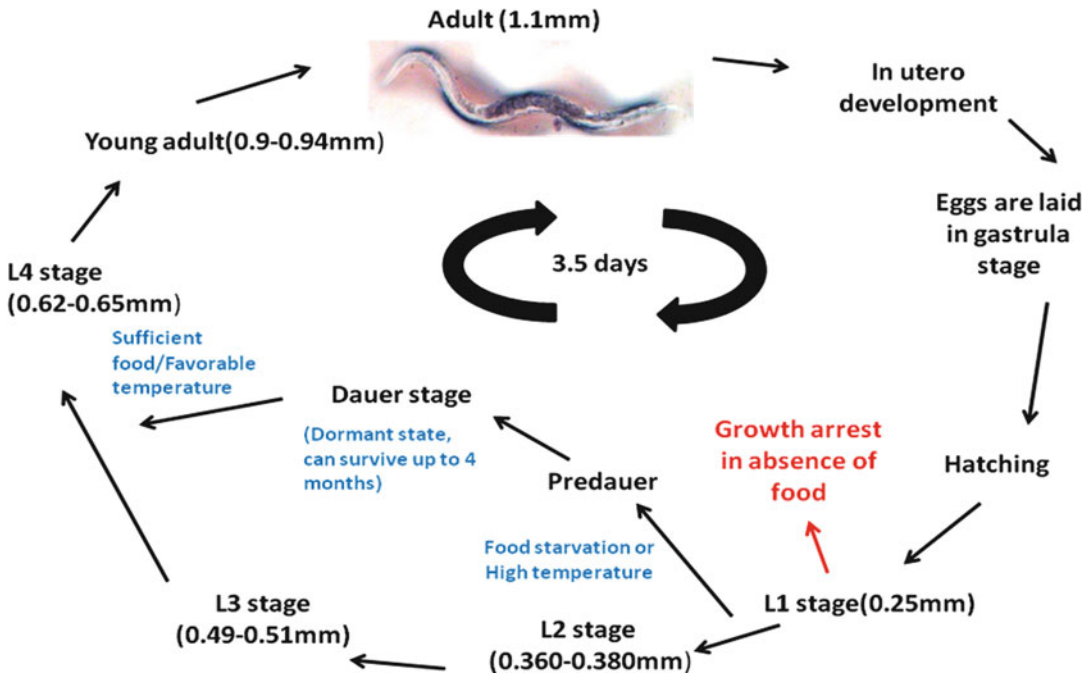 Adult (1.1mm)
In utero
development
Eggs are laid
in gastrula
stage
Hatching
L1 stage(0.25mm)
Growth arrest
in absence of
food
L2 stage
(0.360-0.380mm)
L3 stage
(0.49-0.51mm)
Food starvation or
High temperature
Predauer
Dauer stage
(Dormant state,
can survive up to 4
months)
Sufficient
food/Favorable
temperature
L4 stage
(0.62-0.65mm)
Young adult(0.9-0.94mm)
3.5 days